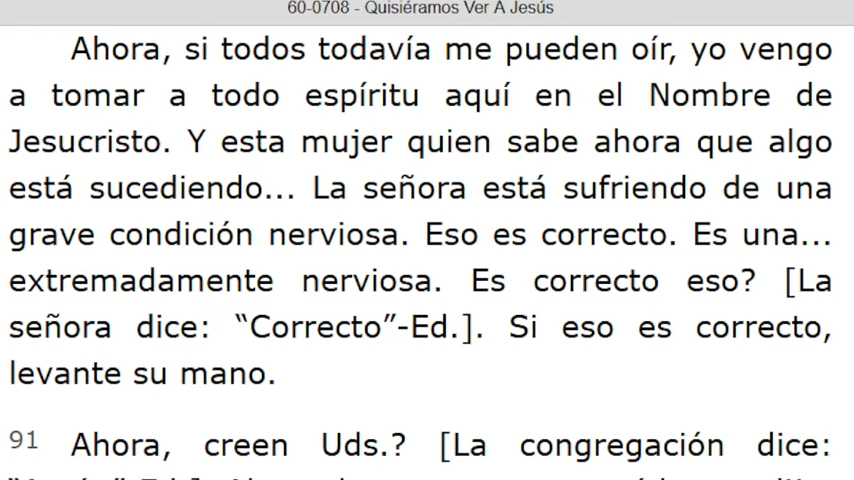 60-0708 - Quisiéramos Ver A Jesús
Ahora, si todos todavía me pueden oír, yo vengo
a tomar a todo espíritu aquí en el Nombre de
Jesucristo. Y esta mujer quien sabe ahora que algo
está sucediendo... La señora está sufriendo de una
grave condición nerviosa. Eso es correcto. Es una...
extremadamente nerviosa. Es correcto eso? [La
señora dice: “Correcto”-Ed.]. Si eso es correcto,
levante su mano.
91 Ahora, creen Uds.? [La congregación dice: